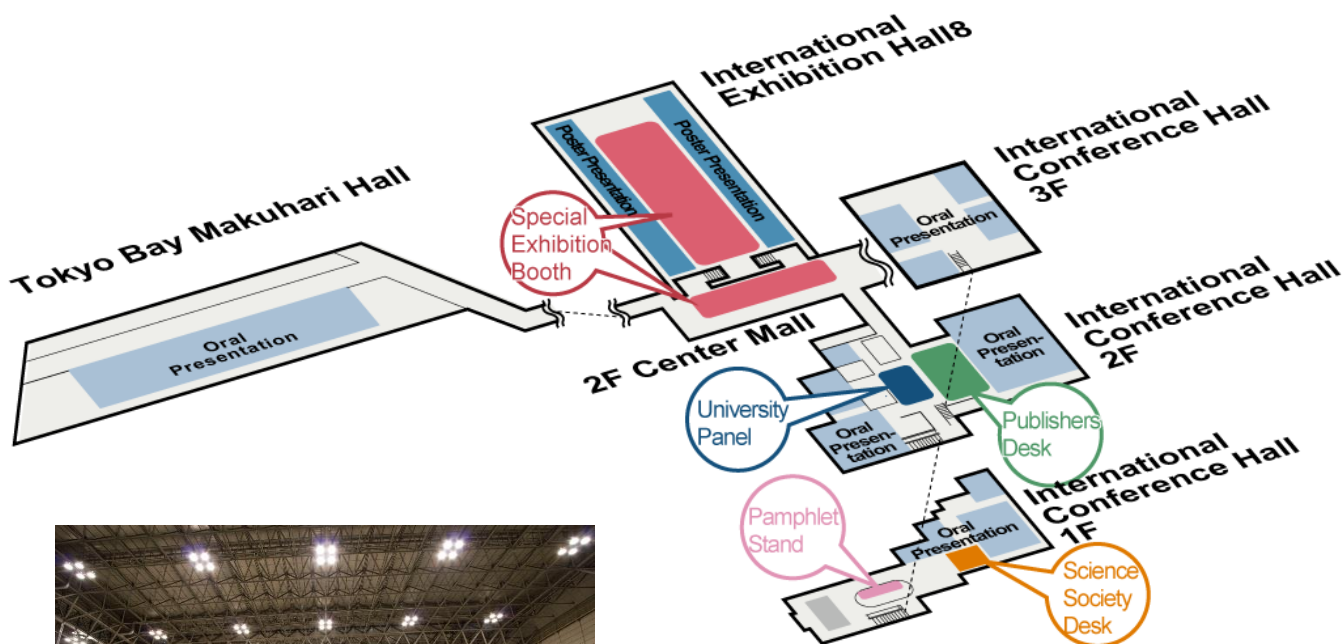 International
Exhibition Hall8
International
Conference Hall
3F
Tokyo Bay Makuhari Hall
Poster Presentation
Poster Presentation
Special
Exhibition
Booth
Oral
Presentation
Oral
Presentation
International
Conference Hall
2F
2F Center Mall
Oral
Presen-
tation
University
Panel
Publishers
Desk
Oral
Presen-
tation
International
Conference Hall
1F
Pamphlet
Stand
Oral
Presentation
Science
Society
Desk